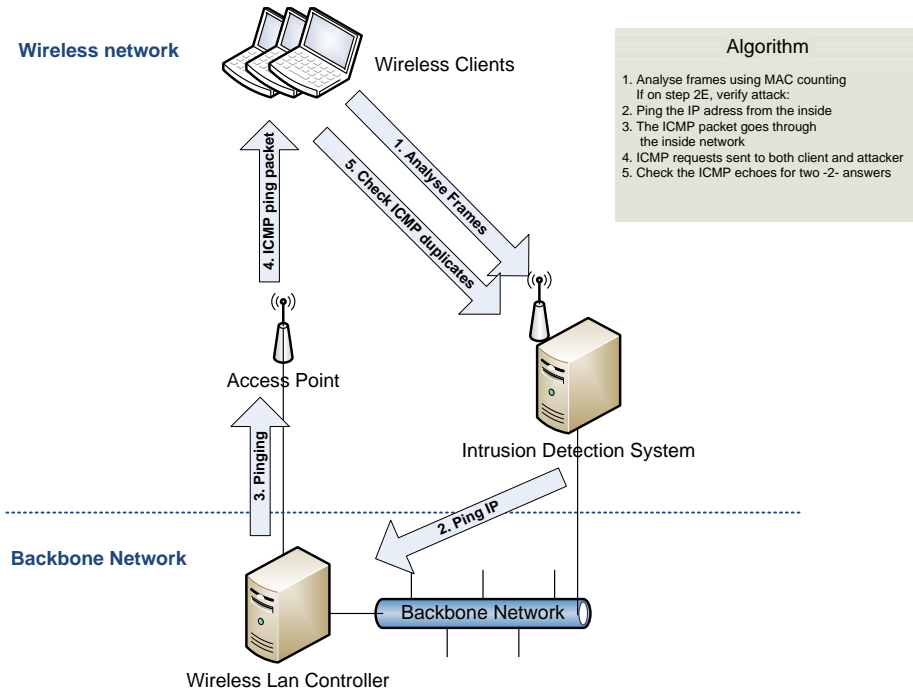 Wireless network
Wireless Clients
Algorithm
1. Analyse frames using MAC counting
If on step 2E, verify attack:
2. Ping the IP adress from the inside
3. The ICMP packet goes through
the inside network
4. ICMP requests sent to both client and attacker
5. Check the ICMP echoes for two -2- answers
1. Analyse Frames
5. Check ICMP duplicates
4. ICMP ping packet
Access Point
Intrusion Detection System
3. Pinging
2. Ping IP
Backbone Network
Backbone Network
Wireless Lan Controller